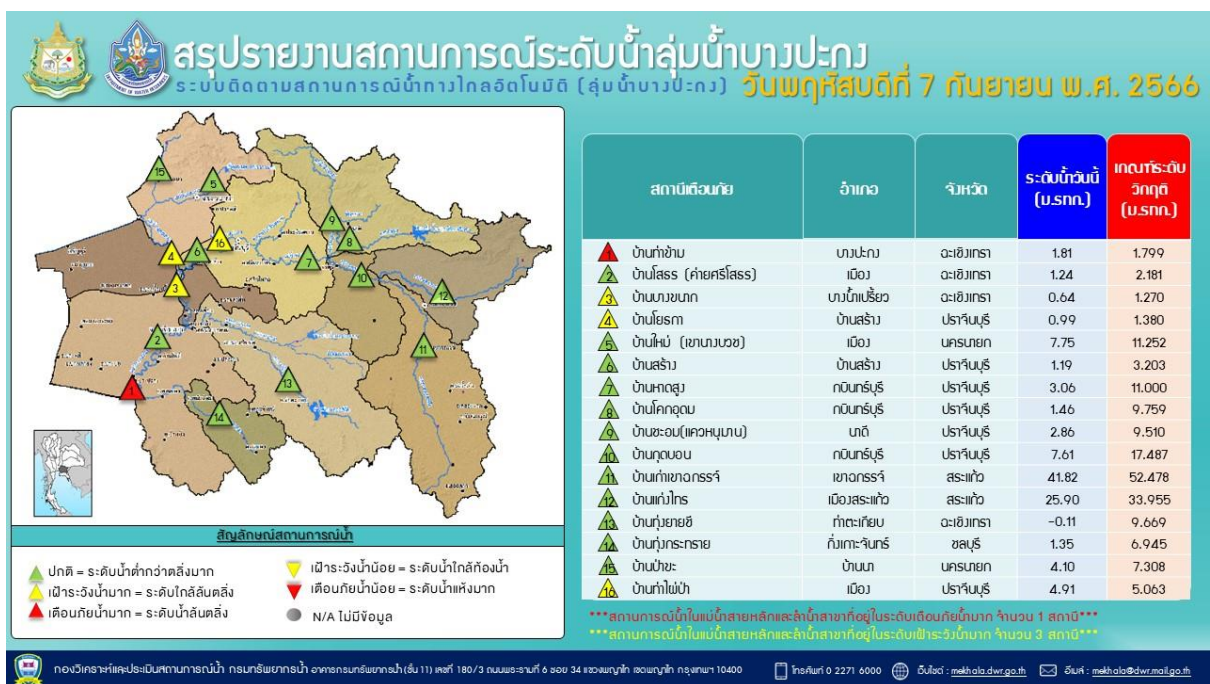 สรุปรายงานสถานการณ์ระดับน้ำลุ่มน้ำบางปะกง
ระบบติดตามสถานการณ์น้ำทางไกลอัตโนมัติ (ลุ่มน้ำบางปะกง) วันพฤหัสบดีที่ 7 กันยายน พ.ศ. 2566
15
5
9
16
8
4
6
7
10
3
12
2
11
13
1
14
สัญลักษณ์สถานการณ์น้ำ
ปกติ = ระดับน้ำต่ำกว่าตลิ่งมาก
เฝ้าระวังน้ำมาก = ระดับใกล้ล้นตลิ่ง
เตือนภัยน้ำมาก = ระดับน้ำล้นตลิ่ง
เฝ้าระวังน้ำน้อย = ระดับน้ำใกล้ท้องน้ำ
เตือนภัยน้ำน้อย = ระดับน้ำแห้งมาก
N/A ไม่มีข้อมูล
สถานีเตือนภัย อำเภอ จังหวัด ระดับน้ำวันนี้ (ม.รทก.) เกณฑ์ระดับวิกฤติ (ม.รทก.)
1 บ้านท่าข้าม บางปะกง ฉะเชิงเทรา 1.81 1.799
2 บ้านโสธร (ค่ายศรีโสธร) เมือง ฉะเชิงเทรา 1.24 2.181
3 บ้านบางขนาก บางน้ำเปรี้ยว ฉะเชิงเทรา 0.64 1.270
4 บ้านโยธกา บ้านสร้าง ปราจีนบุรี 0.99 1.380
5 บ้านใหม่ (เขานางบวช) เมือง นครนายก 7.75 11.252
6 บ้านสร้าง บ้านสร้าง ปราจีนบุรี 1.19 3.203
7 บ้านหาดสูง กบินทร์บุรี ปราจีนบุรี 3.06 11.000
8 บ้านโคกอุดม กบินทร์บุรี ปราจีนบุรี 1.46 9.759
9 บ้านซะอม(แควหนุมาน) นาดี ปราจีนบุรี 2.86 9.510
10 บ้านกุดบอน กบินทร์บุรี ปราจีนบุรี 7.61 17.487
11 บ้านเก่าเขาฉกรรจ์ เขาฉกรรจ์ สระแก้ว 41.82 52.478
12 บ้านแก่งไทร เมืองสระแก้ว สระแก้ว 25.90 33.955
13 บ้านทุ่งยายชี ท่าตะเกียบ ฉะเชิงเทรา -0.11 9.669
14 บ้านทุ่งกระทราย กิ่งเกาะจันทร์ ชลบุรี 1.35 6.945
15 บ้านป่าขะ บ้านนา นครนายก 4.10 7.308
16 บ้านท่าไผ่ป่า เมือง ปราจีนบุรี 4.91 5.063
***สถานการณ์น้ำในแม่น้ำสายหลักและลำน้ำสาขาที่อยู่ในระดับเตือนภัยน้ำมาก จำนวน 1 สถานี***
***สถานการณ์น้ำในแม่น้ำสายหลักและลำน้ำสาขาที่อยู่ในระดับเฝ้าระวังน้ำมาก จำนวน 3 สถานี***
กองวิเคราะห์และประเมินสถานการณ์น้ำ กรมทรัพยากรน้ำ อาคารกรมทรัพยากรน้ำ (ชั้น 11) เลขที่ 180/3 ถนนพระรามที่ 6 ซอย 34 แขวงพญาไท เขตพญาไท กรุงเทพฯ 10400 โทรศัพท์ 0 2271 6000 เว็บไซต์ : mekhala.dwr.go.th อีเมล์ : mekhala@dwr.mail.go.th